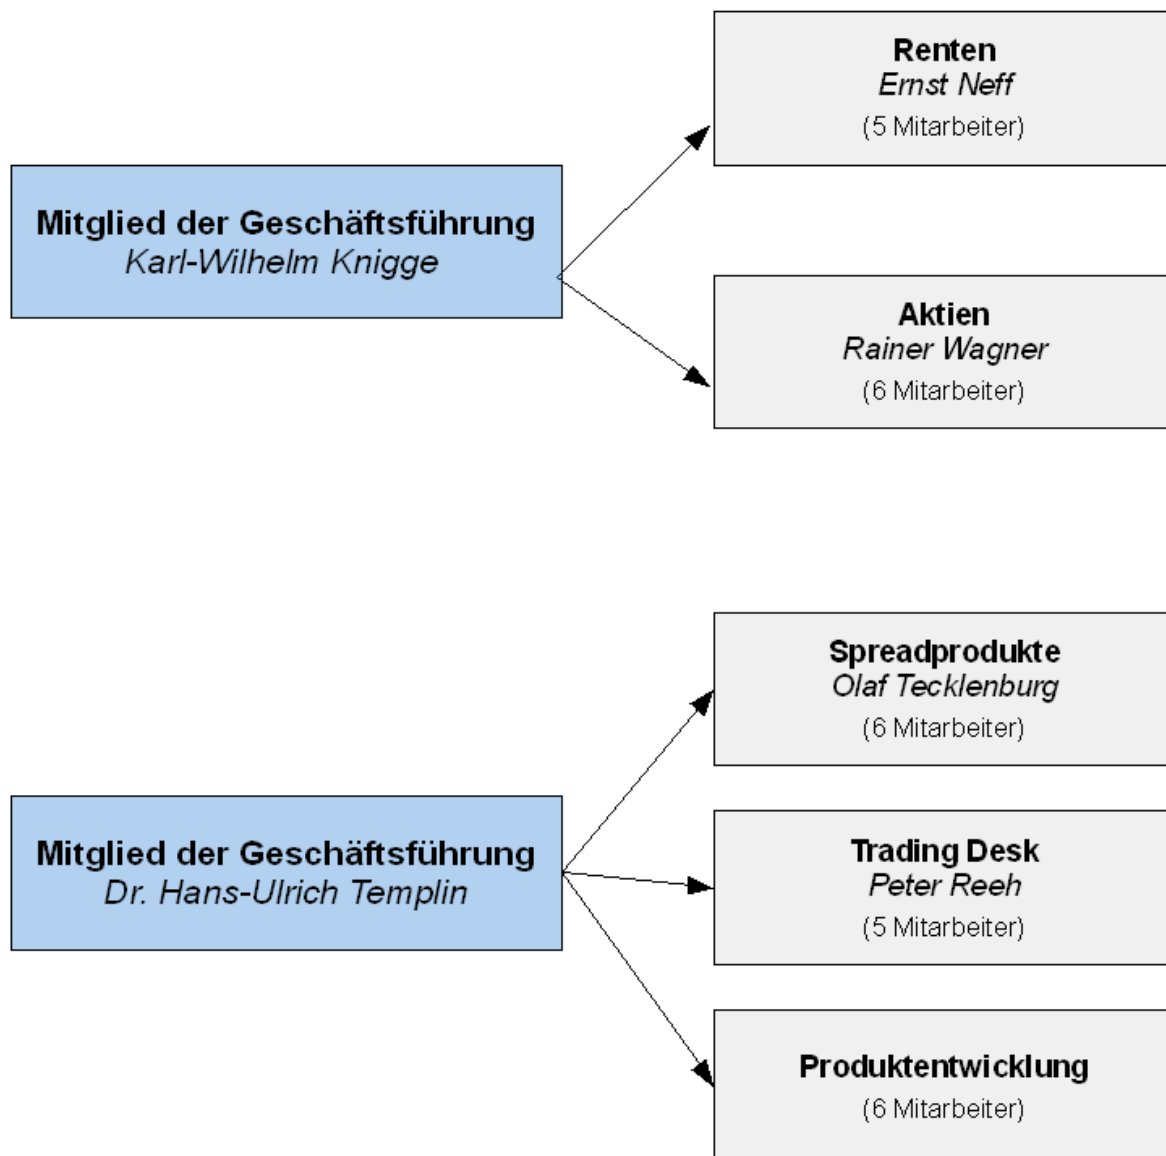 Renten
Ernst Neff
(5 Mitarbeiter)
Mitglied der Geschäftsführung
Karl-Wilhelm Knigge
Aktien
Rainer Wagner
(6 Mitarbeiter)
Spreadprodukte
Olaf Tecklenburg
(6 Mitarbeiter)
Mitglied der Geschäftsführung
Dr. Hans-Ulrich Templin
Trading Desk
Peter Reeh
(5 Mitarbeiter)
Produktentwicklung
(6 Mitarbeiter)